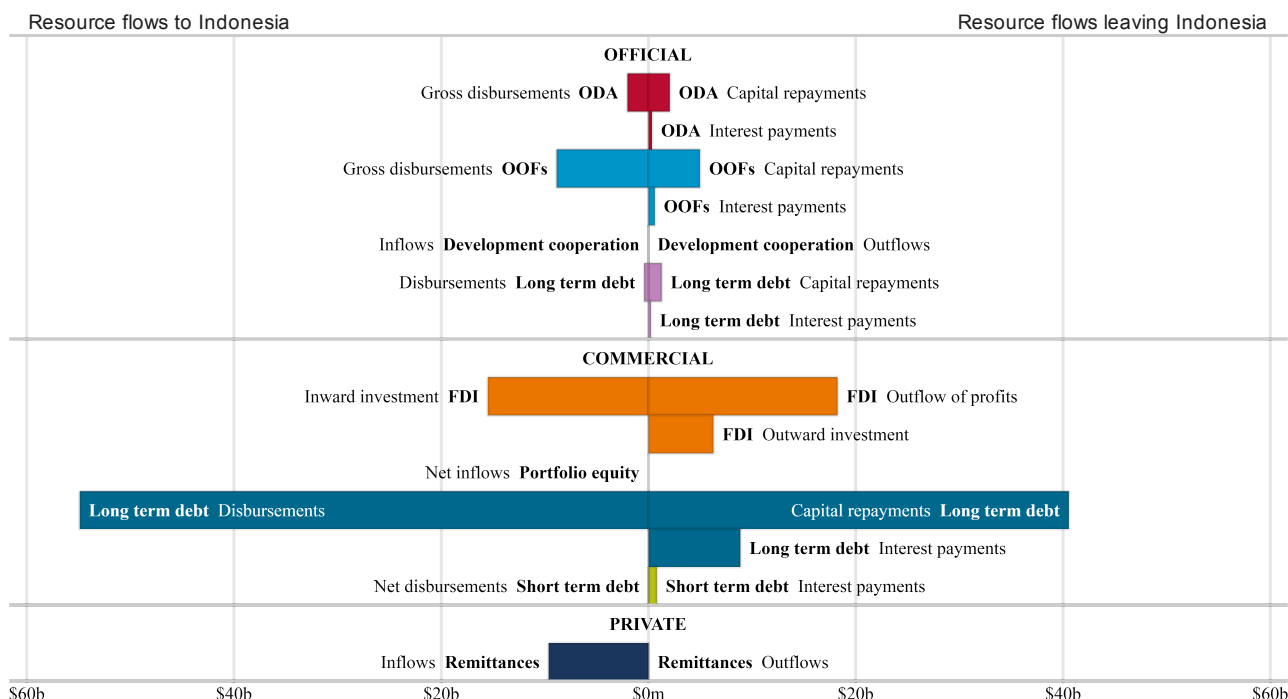 Resource flows to Indonesia Resource flows leaving Indonesia
OFFICIAL
Gross disbursements ODA ODA Capital repayments
ODA Interest payments
Gross disbursements OOFs OOFs Capital repayments
OOFs Interest payments
Inflows Development cooperation Development cooperation Outflows
Disbursements Long term debt Long term debt Capital repayments
Long term debt Interest payments
COMMERCIAL
Inward investment FDI FDI Outflow of profits
FDI Outward investment
Net inflows Portfolio equity
Long term debt Disbursements Capital repayments Long term debt
Long term debt Interest payments
Net disbursements Short term debt Short term debt Interest payments
PRIVATE
Inflows Remittances Remittances Outflows
$60b $40b $20b $0m $20b $40b $60b